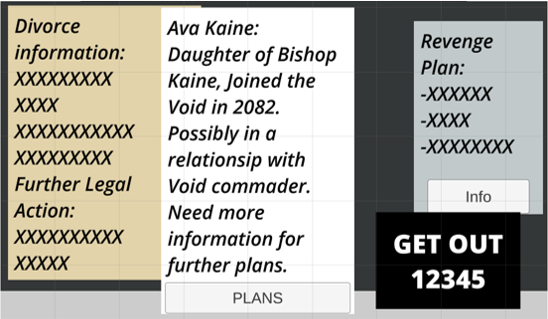 Divorce
information:
XXXXXXXXX
XXXX
XXXXXXXXXXX
XXXXXXXXX
Further Legal
Action:
XXXXXXXXXX
XXXXX
Ava Kaine:
Daughter of Bishop
Kaine, Joined the
Void in 2082.
Possibly in a
relationsip with
Void commader.
Need more
information for
further plans.
PLANS
Revenge
Plan:
-XXXXXX
-XXXX
-XXXXXXXX
Info
GET OUT
12345